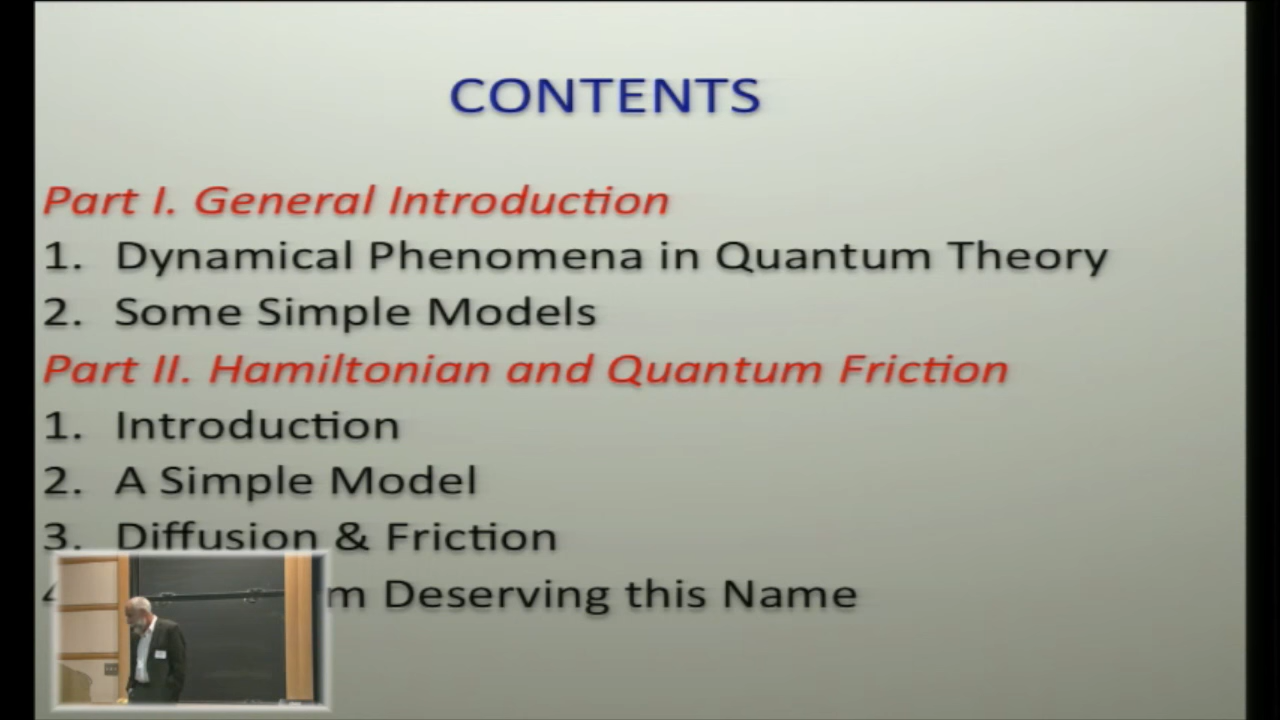 CONTENTS
Part I. General Introduction
1. Dynamical Phenomena in Quantum Theory
2. Some Simple Models
Part II. Hamiltonian and Quantum Friction
1. Introduction
2. A Simple Model
3. Diffusion & Friction
Deserving this Name